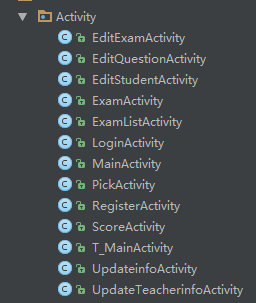 Activity
EditExamActivity
EditQuestionActivity
EditStudentActivity
ExamActivity
ExamListActivity
LoginActivity
MainActivity
PickActivity
RegisterActivity
ScoreActivity
T_MainActivity
UpdateinfoActivity
UpdateTeacherinfoActivity